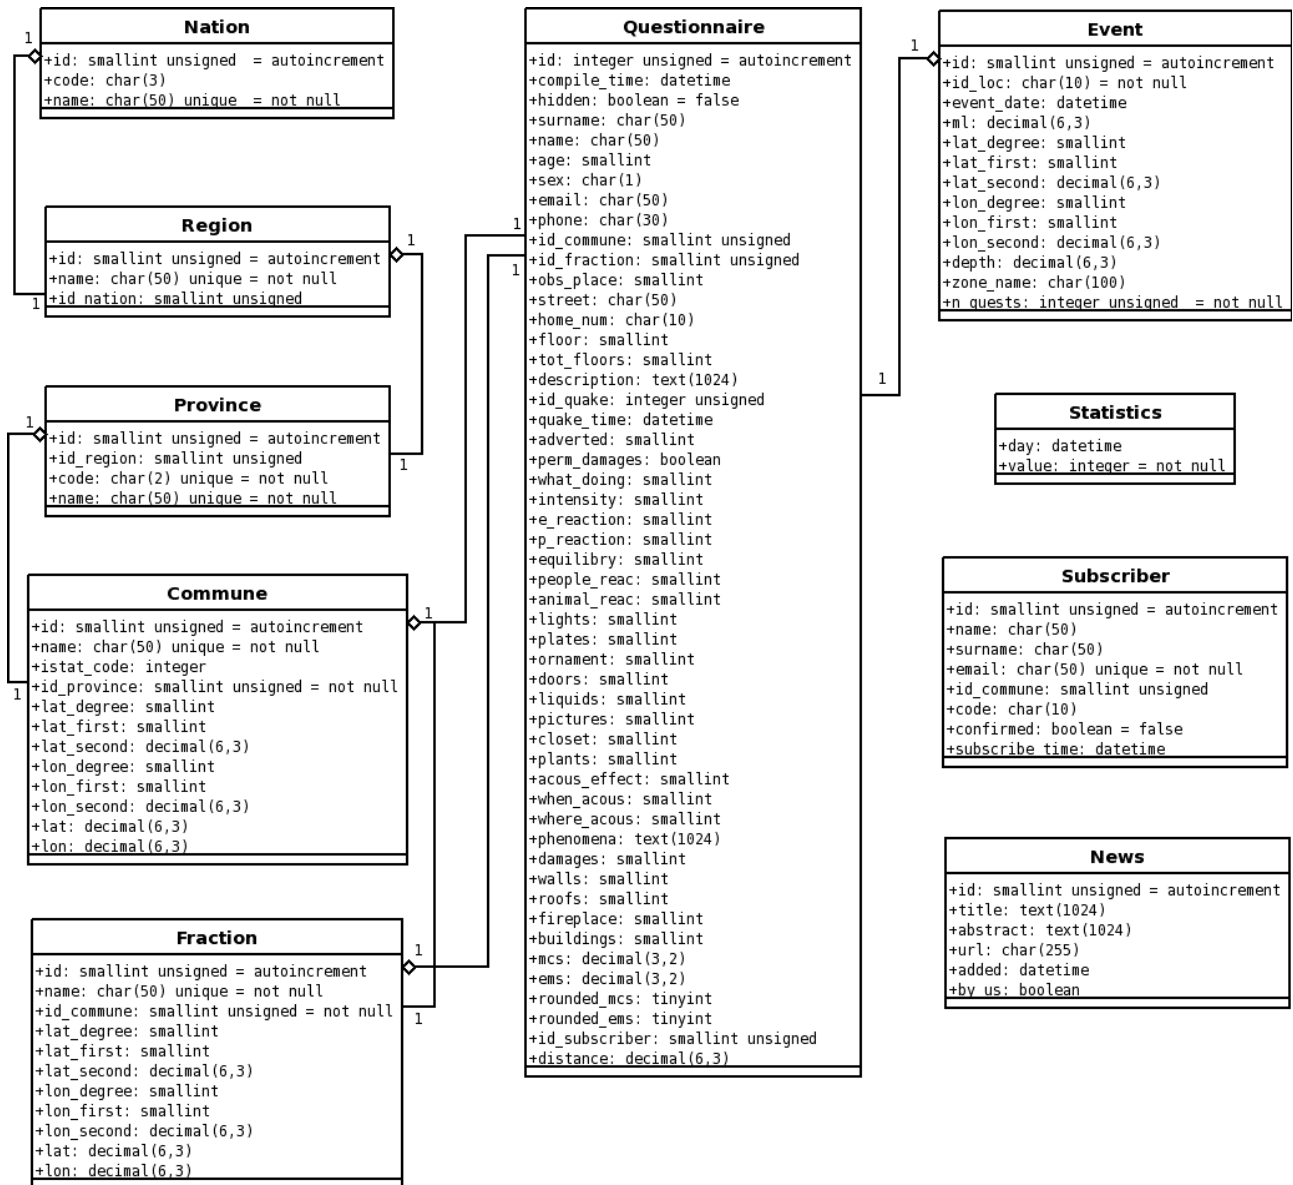 Nation
+id: smallint unsigned  = autoincrement
+code: char(3)
+name: char(50) unique  = not null
1
1
Region
+id: smallint unsigned = autoincrement
+name: char(50) unique = not null
+id_nation: smallint unsigned
1
1
Province
+id: smallint unsigned = autoincrement
+id_region: smallint unsigned
+code: char(2) unique = not null
+name: char(50) unique = not null
1
1
Commune
+id: smallint unsigned = autoincrement
+name: char(50) unique = not null
+istat_code: integer
+id_province: smallint unsigned = not null
+lat_degree: smallint
+lat_first: smallint
+lat_second: decimal(6,3)
+lon_degree: smallint
+lon_first: smallint
+lon_second: decimal(6,3)
+lat: decimal(6,3)
+lon: decimal(6,3)
1
Fraction
+id: smallint unsigned = autoincrement
+name: char(50) unique = not null
+id_commune: smallint unsigned = not null
+lat_degree: smallint
+lat_first: smallint
+lat_second: decimal(6,3)
+lon_degree: smallint
+lon_first: smallint
+lon_second: decimal(6,3)
+lat: decimal(6,3)
+lon: decimal(6,3)
1
1
1
1
Questionnaire
+id: integer unsigned = autoincrement
+compile_time: datetime
+hidden: boolean = false
+surname: char(50)
+name: char(50)
+age: smallint
+sex: char(1)
+email: char(50)
+phone: char(30)
+id_commune: smallint unsigned
+id_fraction: smallint unsigned
+obs_place: smallint
+street: char(50)
+home_num: char(10)
+floor: smallint
+tot_floors: smallint
+description: text(1024)
+id_quake: integer unsigned
+quake_time: datetime
+adverted: smallint
+perm_damages: boolean
+what_doing: smallint
+intensity: smallint
+e_reaction: smallint
+p_reaction: smallint
+equilibry: smallint
+people_reac: smallint
+animal_reac: smallint
+lights: smallint
+plates: smallint
+ornament: smallint
+doors: smallint
+liquids: smallint
+pictures: smallint
+closet: smallint
+plants: smallint
+acous_effect: smallint
+when_acous: smallint
+where_acous: smallint
+phenomena: text(1024)
+damages: smallint
+walls: smallint
+roofs: smallint
+fireplace: smallint
+buildings: smallint
+mcs: decimal(3,2)
+ems: decimal(3,2)
+rounded_mcs: tinyint
+rounded_ems: tinyint
+id_subscriber: smallint unsigned
+distance: decimal(6,3)
1
1
Event
+id: smallint unsigned = autoincrement
+id_loc: char(10) = not null
+event_date: datetime
+ml: decimal(6,3)
+lat_degree: smallint
+lat_first: smallint
+lat_second: decimal(6,3)
+lon_degree: smallint
+lon_first: smallint
+lon_second: decimal(6,3)
+depth: decimal(6,3)
+zone_name: char(100)
+n_quests: integer unsigned  = not null
Statistics
+day: datetime
+value: integer = not null
Subscriber
+id: smallint unsigned = autoincrement
+name: char(50)
+surname: char(50)
+email: char(50) unique = not null
+id_commune: smallint unsigned
+code: char(10)
+confirmed: boolean = false
+subscribe_time: datetime
News
+id: smallint unsigned = autoincrement
+title: text(1024)
+abstract: text(1024)
+url: char(255)
+added: datetime
+by_us: boolean